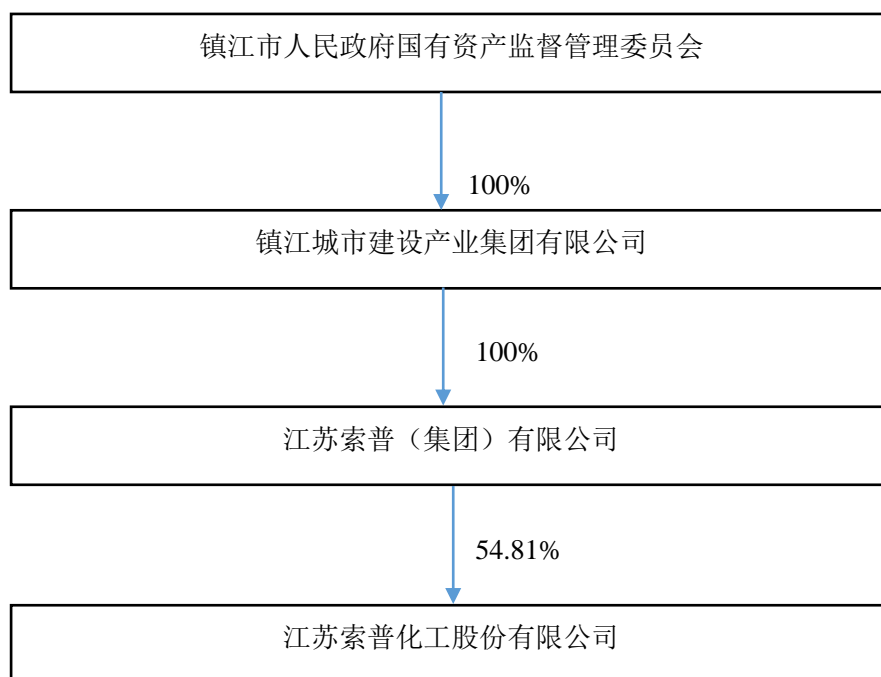 镇江市人民政府国有资产监督管理委员会
100%
镇江城市建设产业集团有限公司
100%
江苏索普（集团）有限公司
54.81%
江苏索普化工股份有限公司